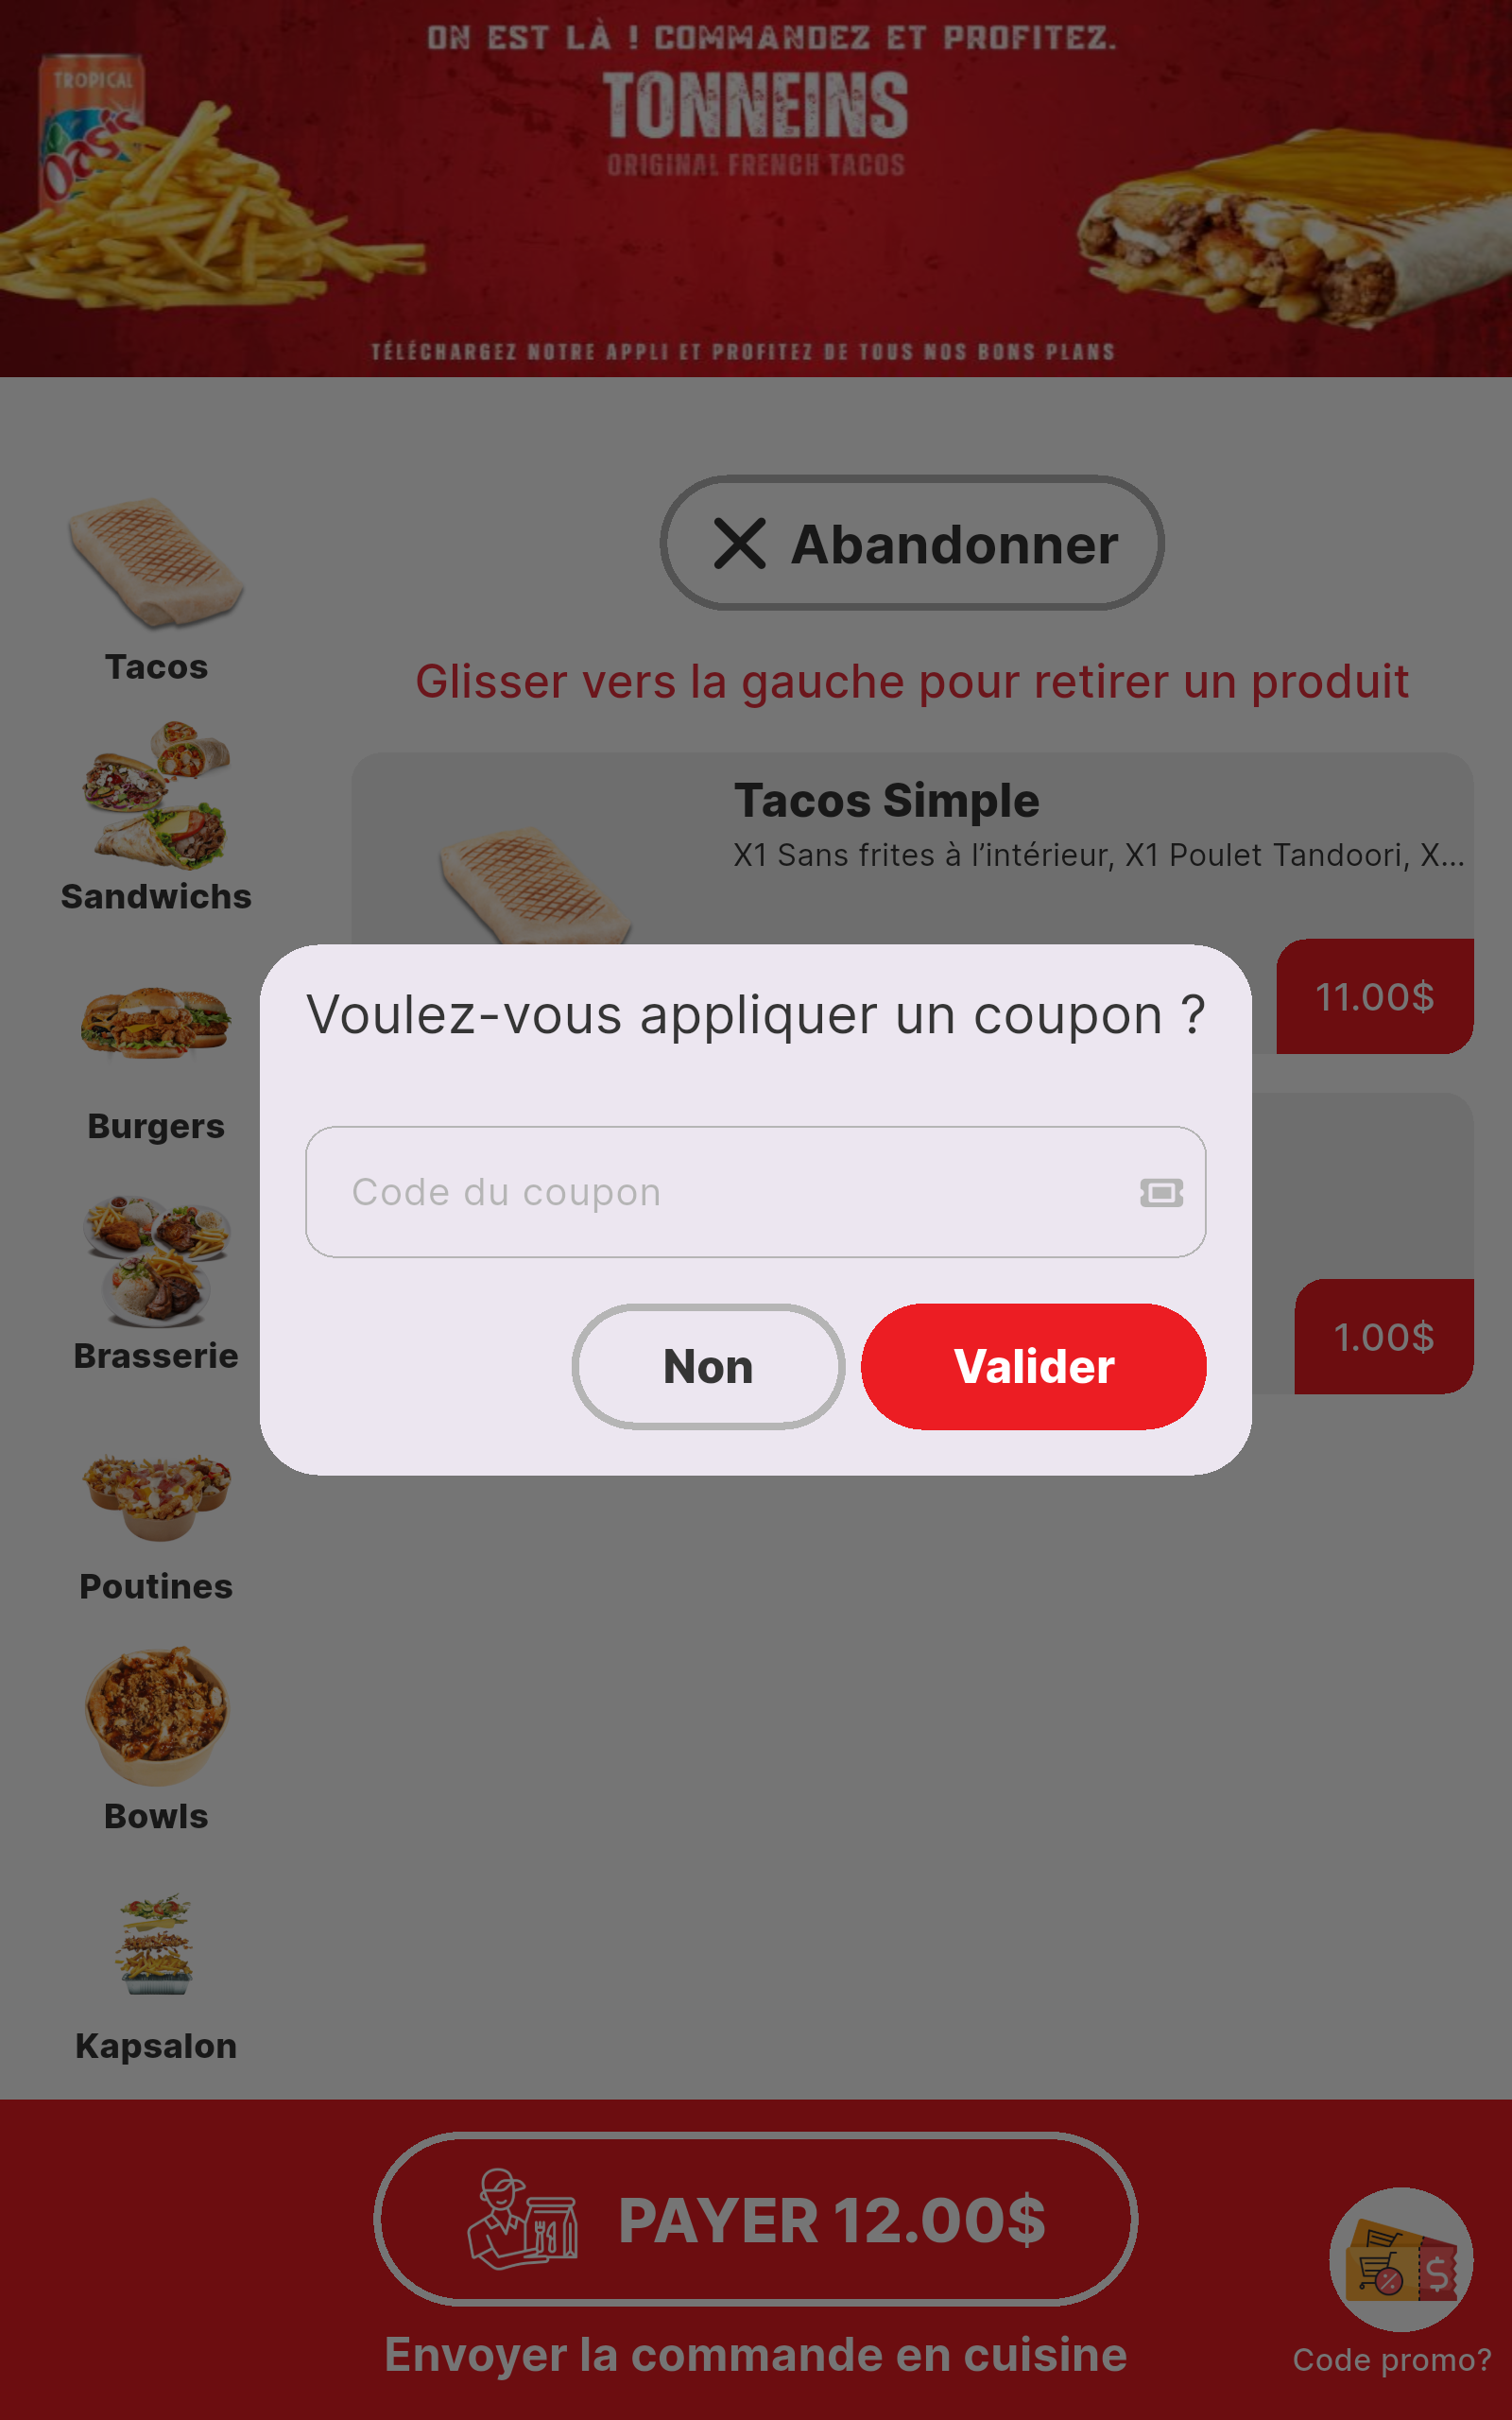 ON EST LÀ ! COMMANDEZ ET PROFITEZ.
TROPICAL
Oasis
TONNEINS
ORIGINAL FRENCH TACOS
TÉLÉCHARGEZ NOTRE APPLI ET PROFITEZ DE TOUS NOS BONS PLANS
Abandonner
Tacos
Glisser vers la gauche pour retirer un produit
Tacos Simple
X1 Sans frites à l’intérieur, X1 Poulet Tandoori, X...
Sandwichs
11.00$
Voulez-vous appliquer un coupon ?
Burgers
Code du coupon
1.00$
Brasserie
Non
Valider
Poutines
Bowls
Kapsalon
PAYER 12.00$
Envoyer la commande en cuisine
Code promo?